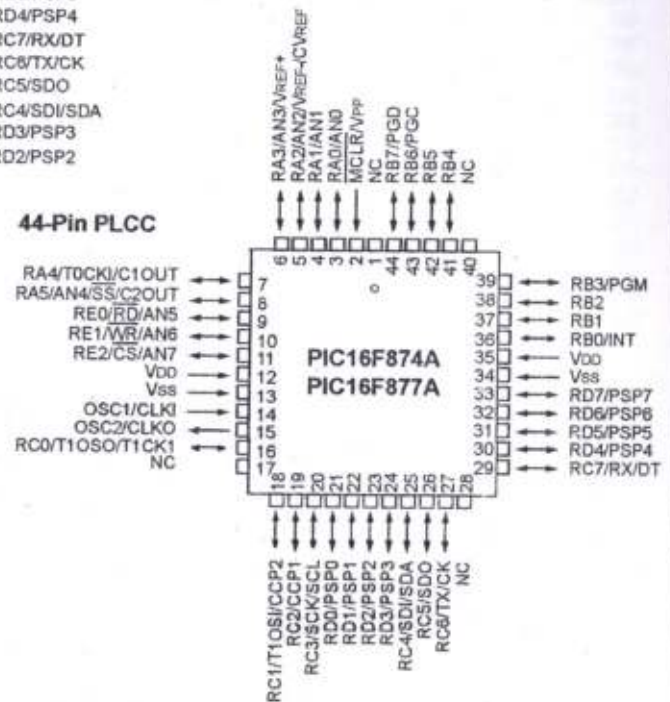 RD4/PSP4
RC7/RX/DT
RC6/TX/CK
RC5/SDO
RC4/SDI/SDA
RD3/PSP3
RD2/PSP2
RA3/AN3/VREF+
RA2/AN2/VREF-/CVREF
RA1/AN1
RA0/AN0
MCLR/VPP
NC
RB7/PGD
RB6/PGC
RB5
RB4
NC
44-Pin PLCC
6 5 4 3 2 1 44 43 42 41 40
RA4/T0CKI/C1OUT 7
RA5/AN4/SS/C2OUT 8
RE0/RD/AN5 9
RE1/WR/AN6 10
RE2/CS/AN7 11
VDD 12
VSS 13
OSC1/CLKI 14
OSC2/CLKO 15
RC0/T1OSO/T1CK1 16
NC 17
PIC16F874A
PIC16F877A
39 RB3/PGM
38 RB2
37 RB1
36 RB0/INT
35 VDD
34 VSS
33 RD7/PSP7
32 RD6/PSP6
31 RD5/PSP5
30 RD4/PSP4
29 RC7/RX/DT
18 19 20 21 22 23 24 25 26 27 28
RC1/T1OSI/CCP2
RC2/CCP1
RC3/SCK/SCL
RD0/PSP0
RD1/PSP1
RD2/PSP2
RD3/PSP3
RC4/SDI/SDA
RC5/SDO
RC6/TX/CK
NC